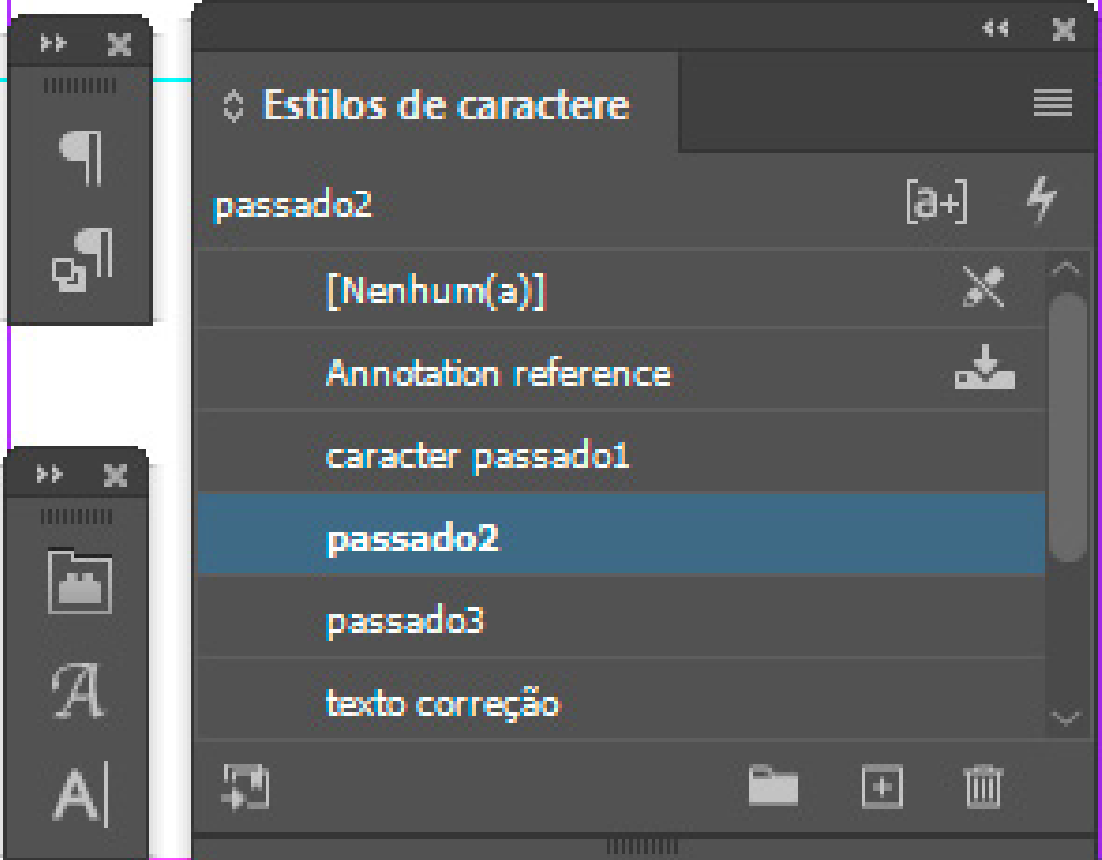 Estilos de caractere
passado2
[a+]
[Nenhum(a)]
Annotation reference
caracter passado1
passado2
passado3
texto correção
A
A